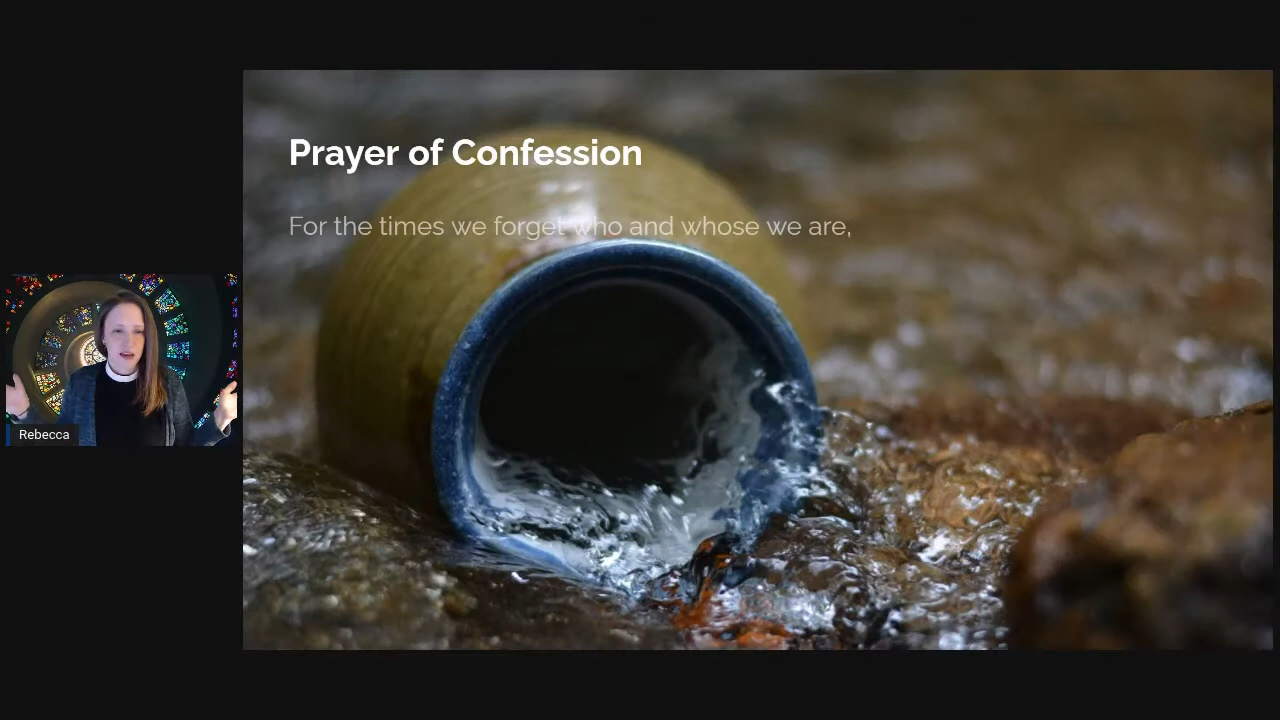 Prayer of Confession
For the times we forget who and whose we are,
Rebecca